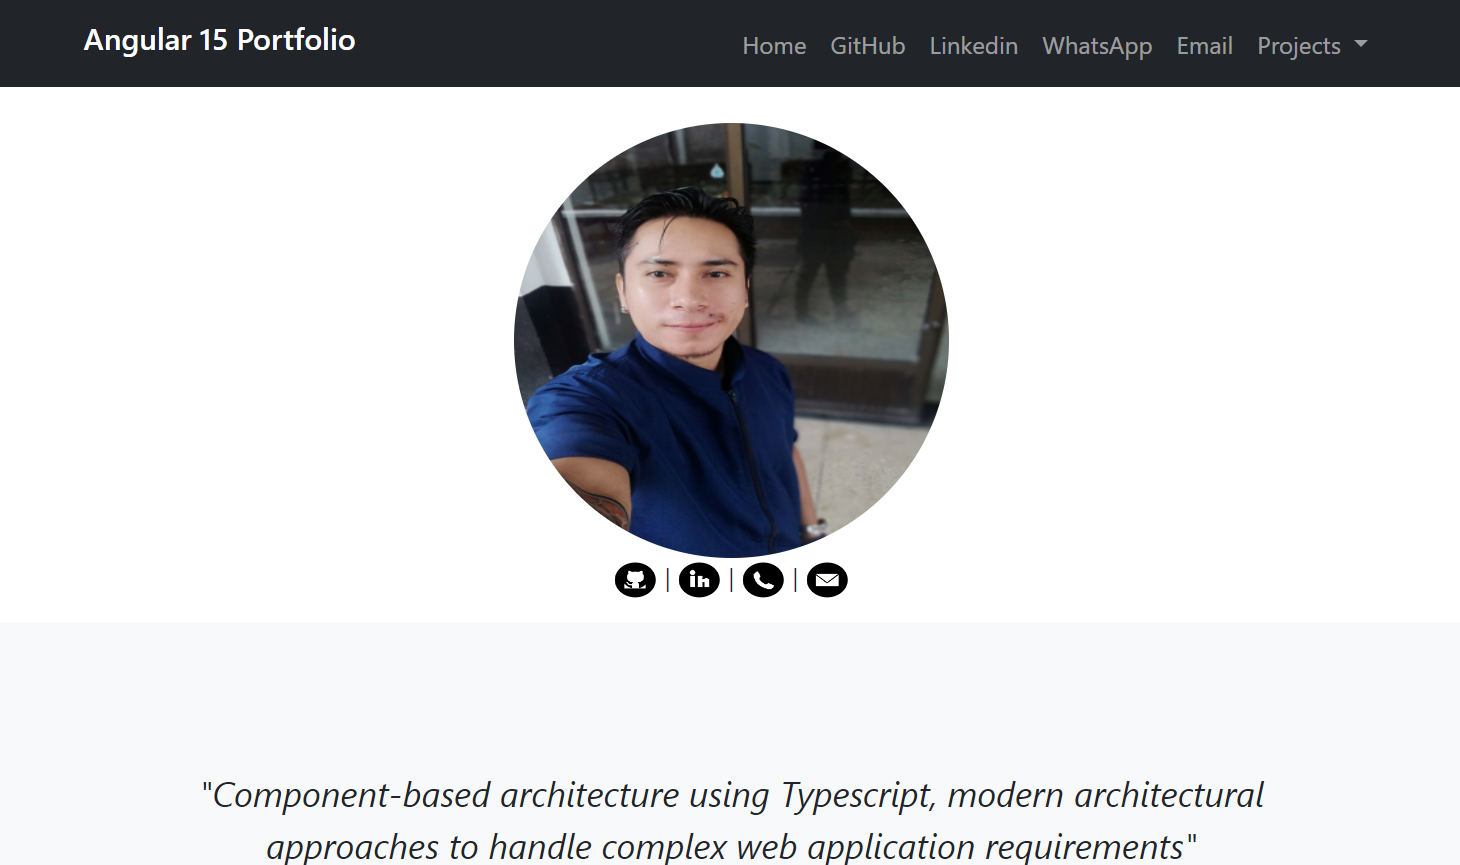 Angular 15 Portfolio
Home GitHub Linkedin WhatsApp Email Projects
in
"Component-based architecture using Typescript, modern architectural
approaches to handle complex web application requirements"